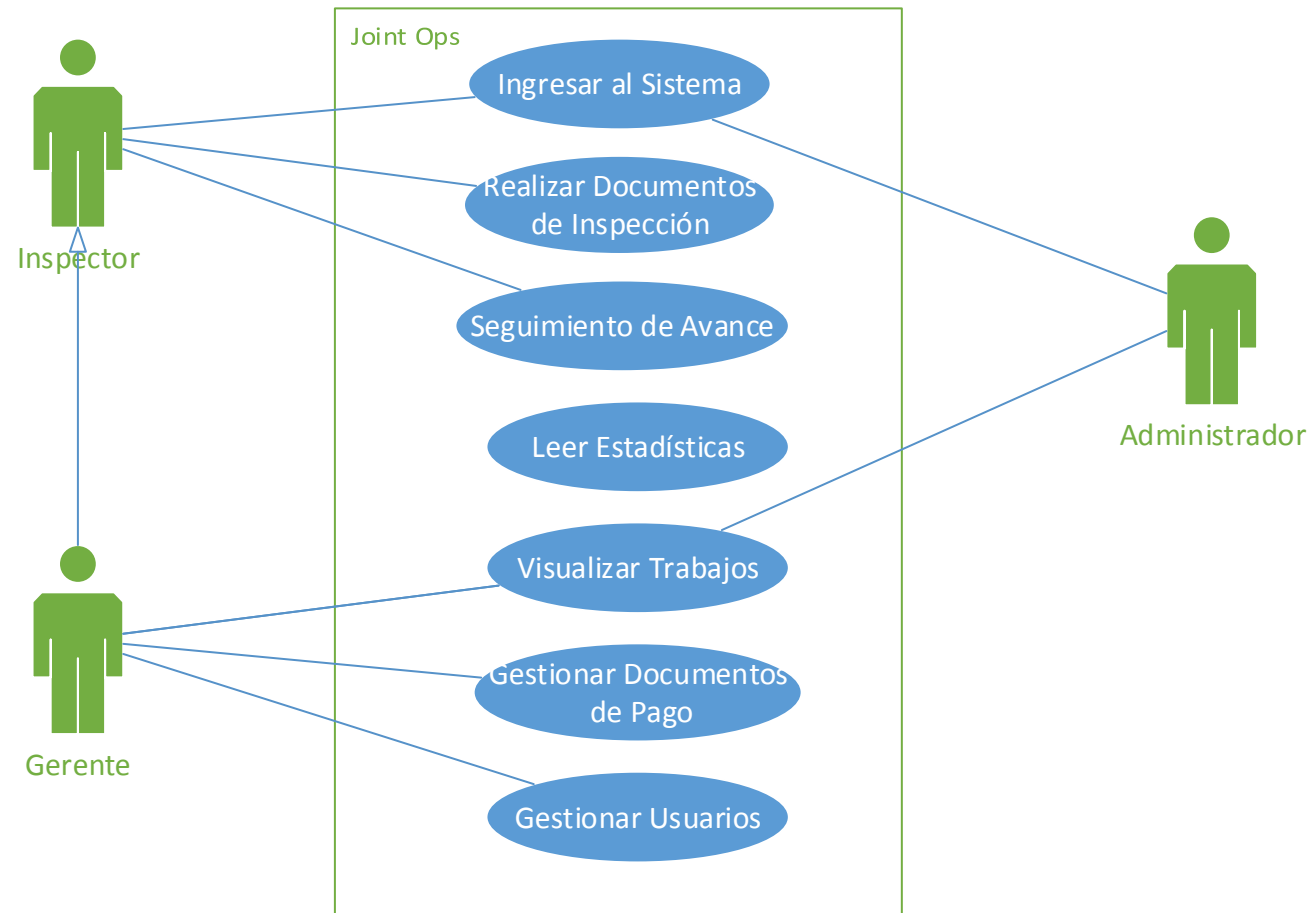 Joint Ops
Ingresar al Sistema
Realizar Documentos
de Inspección
Inspector
Seguimiento de Avance
Administrador
Leer Estadísticas
Visualizar Trabajos
Gestionar Documentos
de Pago
Gerente
Gestionar Usuarios